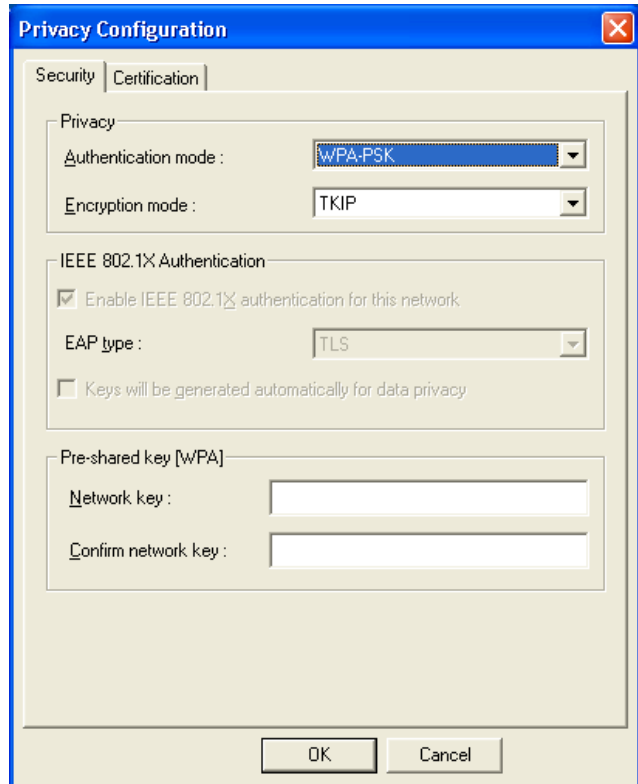 Privacy Configuration
Security Certification
Privacy
Authentication mode : WPA-PSK
Encryption mode : TKIP
IEEE 802.1X Authentication
Enable IEEE 802.1X authentication for this network
EAP type : TLS
Keys will be generated automatically for data privacy
Pre-shared key [WPA]
Network key :
Confirm network key :
OK Cancel